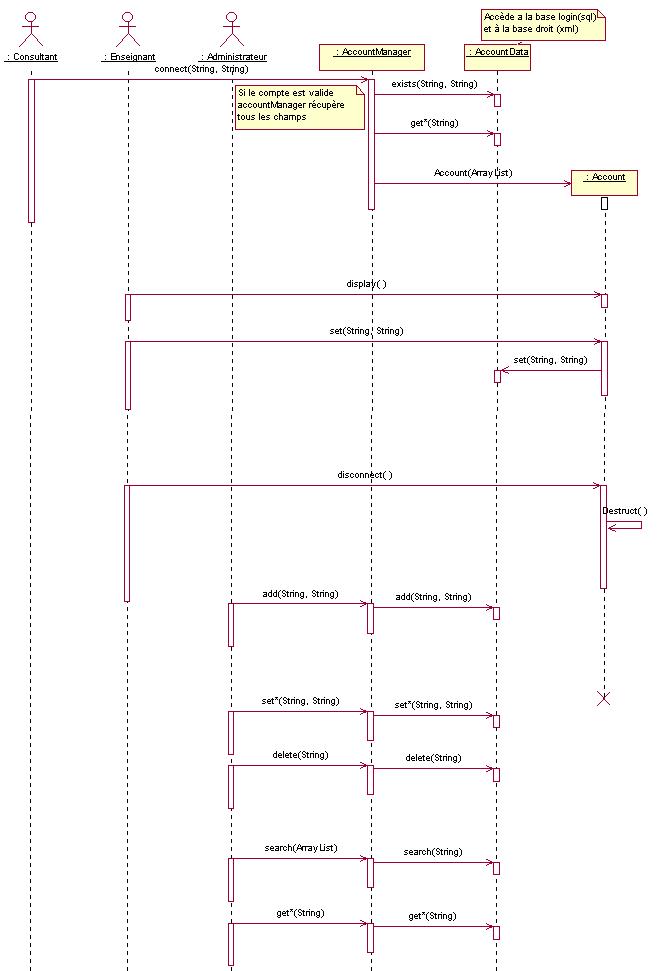 Accède a la base login(sql)
et à la base droit (xml)
: Consultant
: Enseignant
: Administrateur
: AccountManager
: AccountData
connect(String, String)
exists(String, String)
Si le compte est valide
accountManager récupère
tous les champs
get*(String)
Account(ArrayList)
: Account
display( )
set(String, String)
set(String, String)
disconnect( )
Destruct( )
add(String, String)
add(String, String)
set*(String, String)
set*(String, String)
delete(String)
delete(String)
search(ArrayList)
search(String)
get*(String)
get*(String)